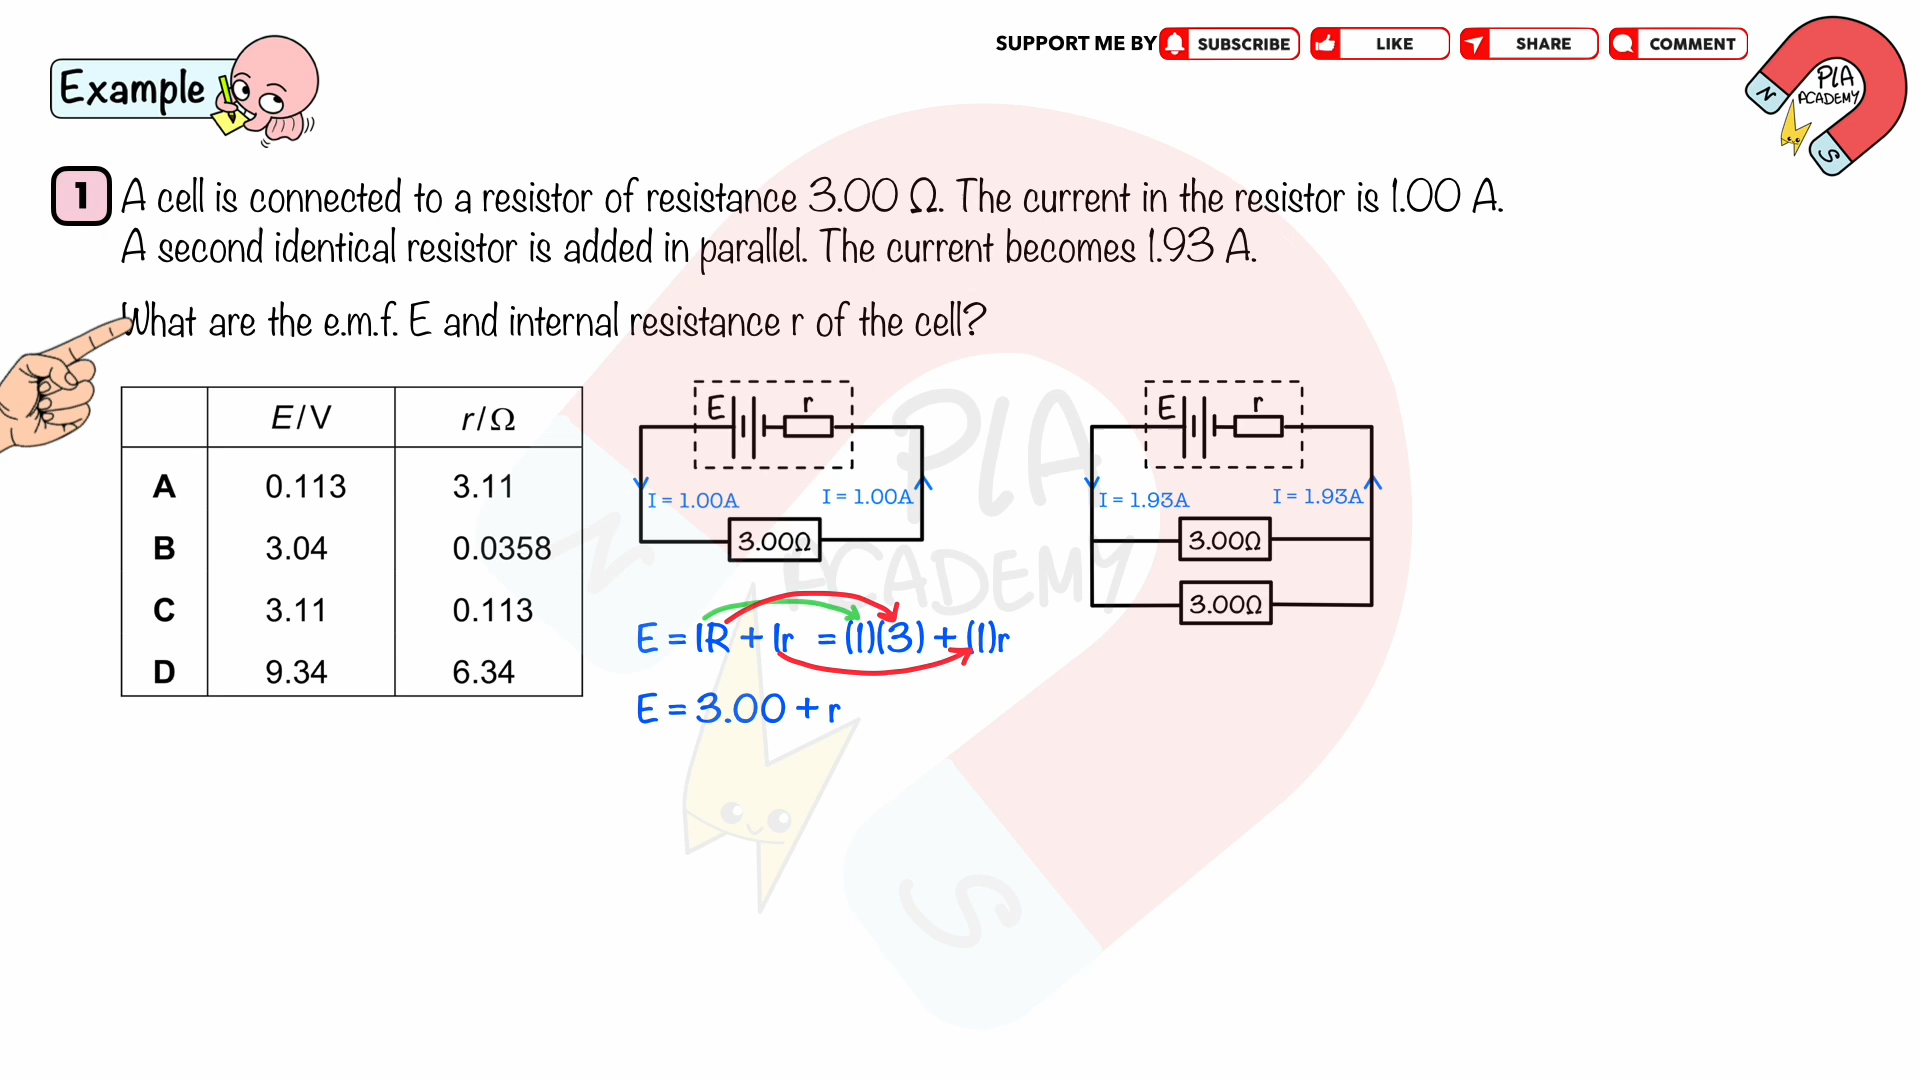 SUPPORT ME BY SUBSCRIBE LIKE SHARE COMMENT
PLA
ACADEMY
N
S
Example
1 A cell is connected to a resistor of resistance 3.00 Ω. The current in the resistor is 1.00 A.
A second identical resistor is added in parallel. The current becomes 1.93 A.
What are the e.m.f. E and internal resistance r of the cell?
E/V r/Ω
A 0.113 3.11
B 3.04 0.0358
C 3.11 0.113
D 9.34 6.34
E r
I = 1.00A I = 1.00A
3.00Ω
E r
I = 1.93A I = 1.93A
3.00Ω
3.00Ω
E = IR + Ir = (1)(3) + (1)r
E = 3.00 + r
PLA
ACADEMY
N
S